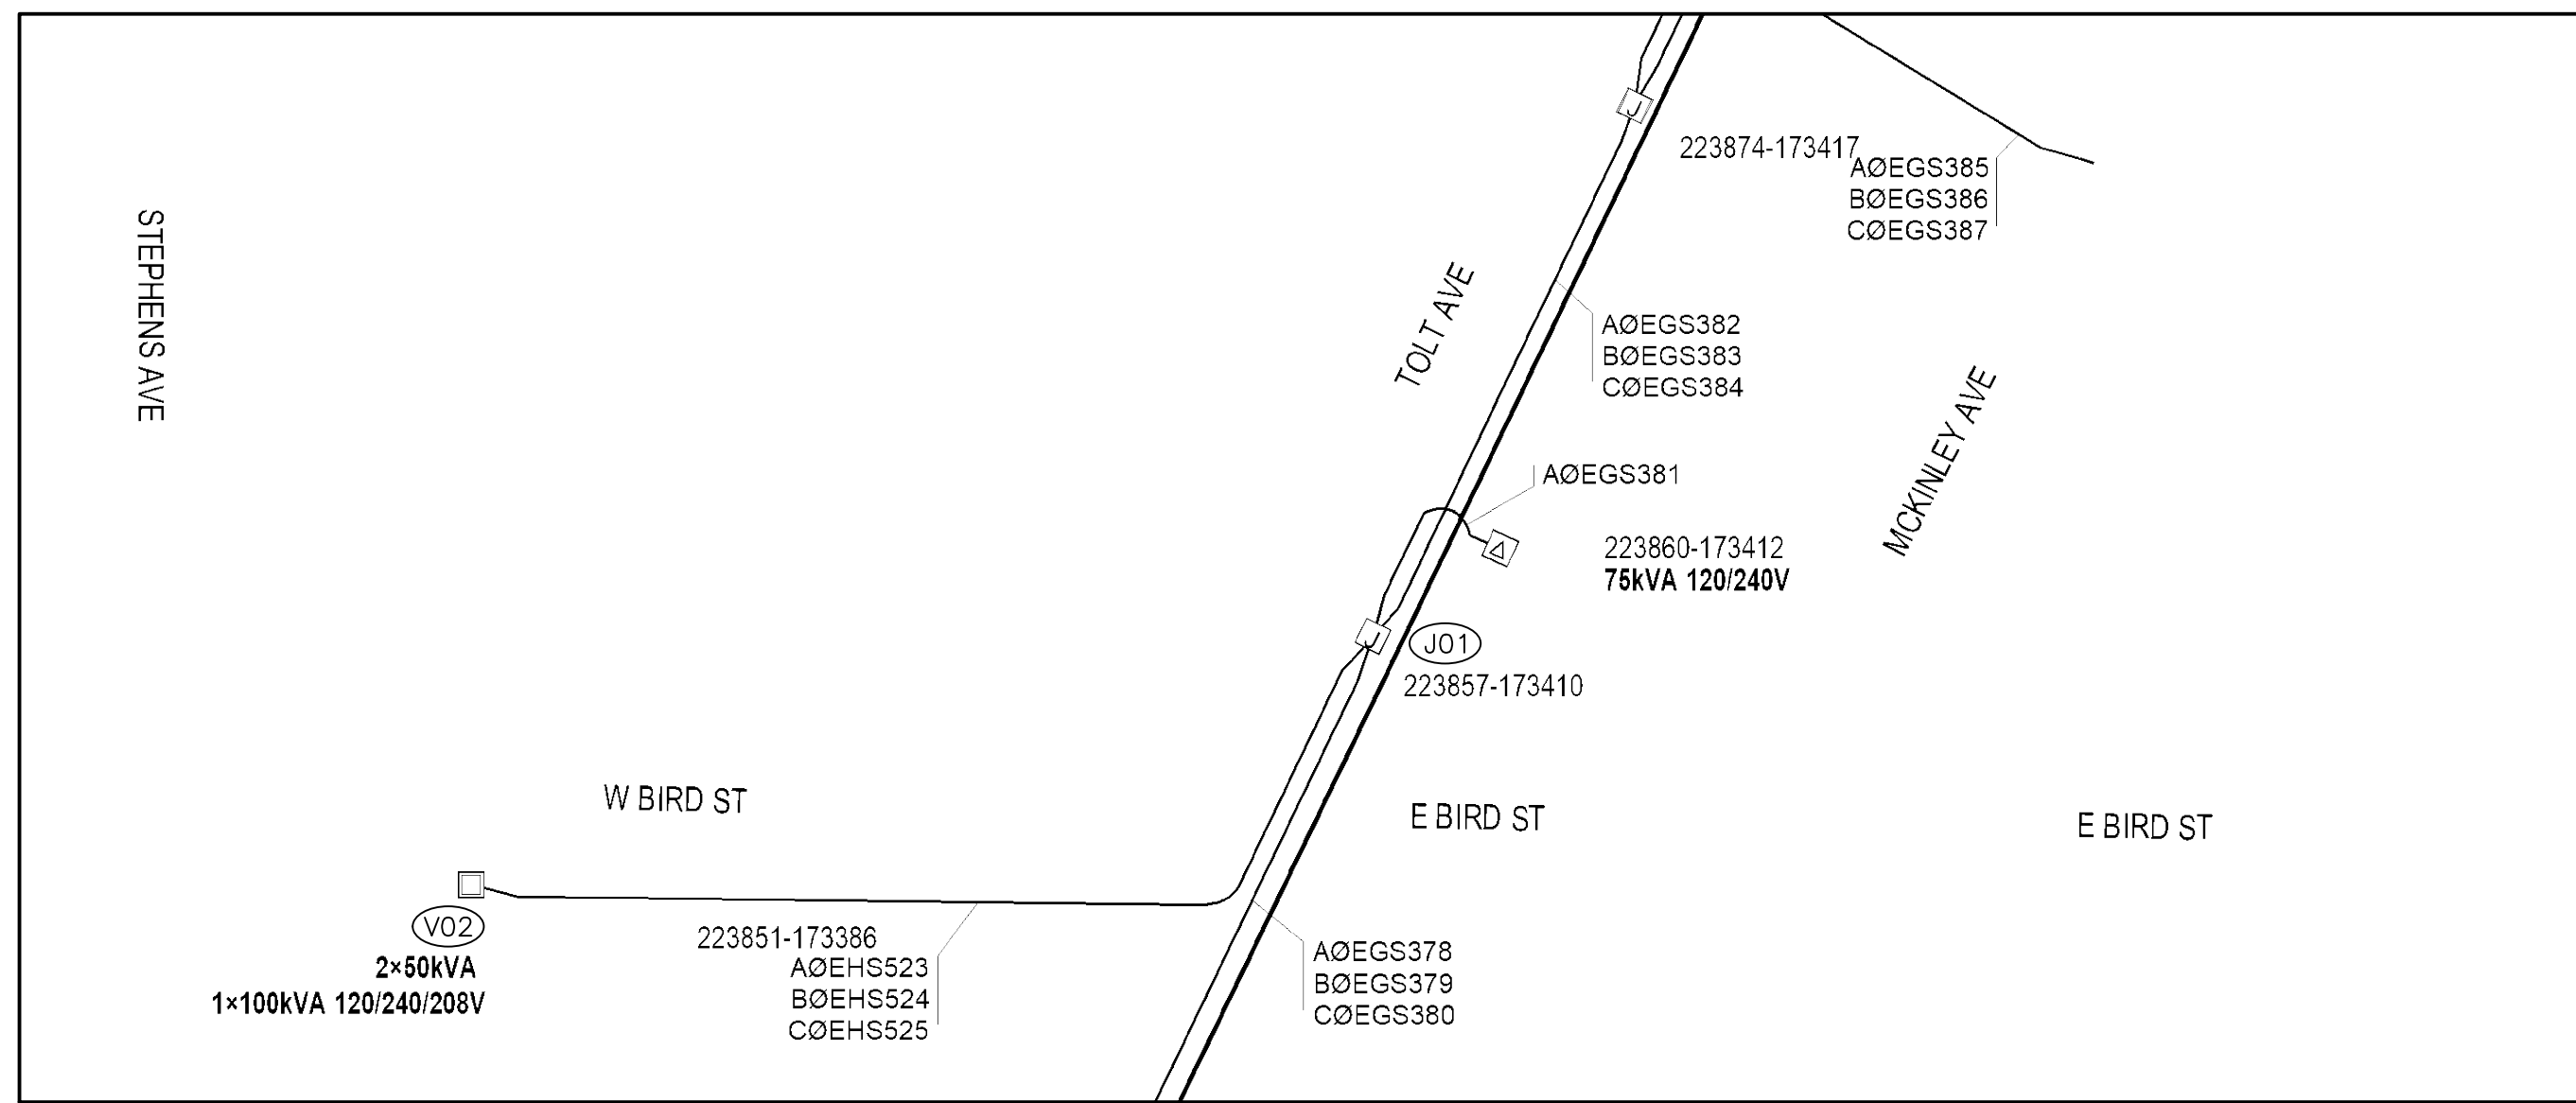 223874-173417
AØEGS385
BØEGS386
CØEGS387
STEPHENS AVE
TOLT AVE
AØEGS382
BØEGS383
CØEGS384
MCKINLEY AVE
AØEGS381
223860-173412
75kVA 120/240V
J
J
J01
223857-173410
W BIRD ST
E BIRD ST
E BIRD ST
V02
2×50kVA
1×100kVA 120/240/208V
223851-173386
AØEHS523
BØEHS524
CØEHS525
AØEGS378
BØEGS379
CØEGS380